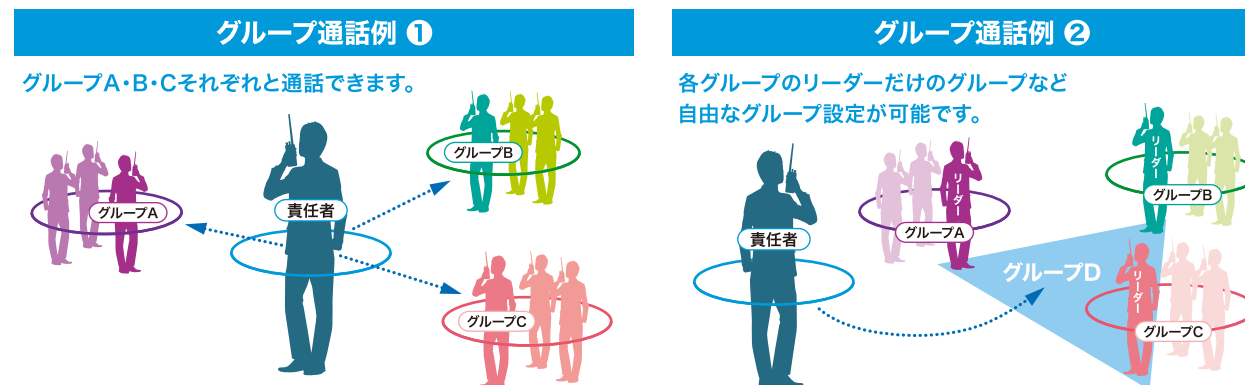 グループ通話例 ❶
グループA・B・Cそれぞれと通話できます。
グループA
責任者
グループB
グループC
グループ通話例 ❷
各グループのリーダーだけのグループなど
自由なグループ設定が可能です。
責任者
リーダー
グループA
リーダー
グループB
グループD
リーダー
グループC